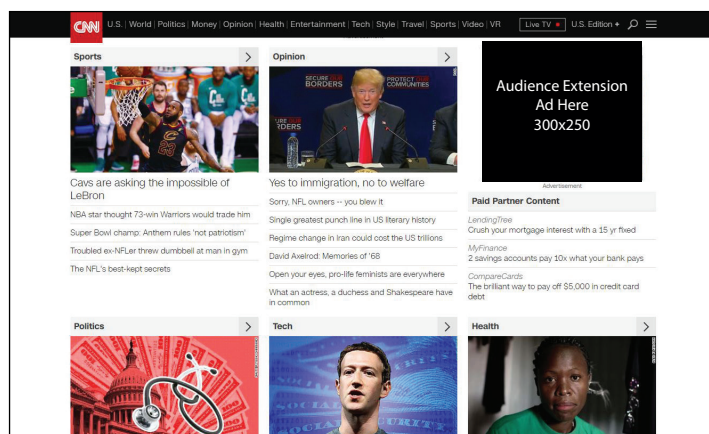 CNN
U.S. | World | Politics | Money | Opinion | Health | Entertainment | Tech | Style | Travel | Sports | Video | VR
Live TV
U.S. Edition +
Sports
Cavs are asking the impossible of
LeBron
NBA star thought 73-win Warriors would trade him
Super Bowl champ: Anthem rules 'not patriotism'
Troubled ex-NFLer threw dumbbell at man in gym
The NFL's best-kept secrets
Opinion
SECURE OUR
BORDERS
PROTECT OUR
COMMUNITIES
Yes to immigration, no to welfare
Sorry, NFL owners -- you blew it
Single greatest punch line in US literary history
Regime change in Iran could cost the US trillions
David Axelrod: Memories of '68
Open your eyes, pro-life feminists are everywhere
What an actress, a duchess and Shakespeare have
in common
Audience Extension
Ad Here
300x250
Advertisement
Paid Partner Content
LendingTree
Crush your mortgage interest with a 15 yr fixed
MyFinance
2 savings accounts pay 10x what your bank pays
CompareCards
The brilliant way to pay off $5,000 in credit card
debt
Politics
Tech
Health